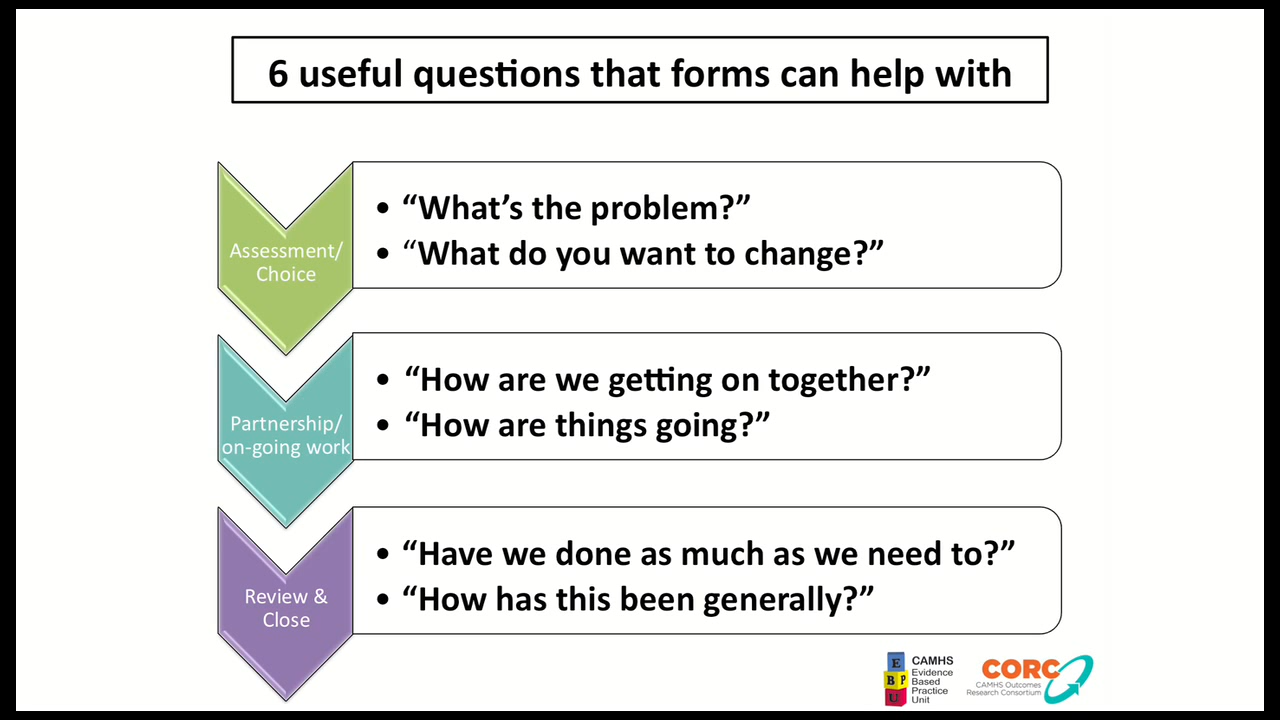 6 useful questions that forms can help with
Assessment/
Choice
• “What’s the problem?”
• “What do you want to change?”
Partnership/
on-going work
• “How are we getting on together?”
• “How are things going?”
Review &
Close
• “Have we done as much as we need to?”
• “How has this been generally?”
E
B P
U
CAMHS
Evidence
Based
Practice
Unit
CORC
CAMHS Outcomes
Research Consortium